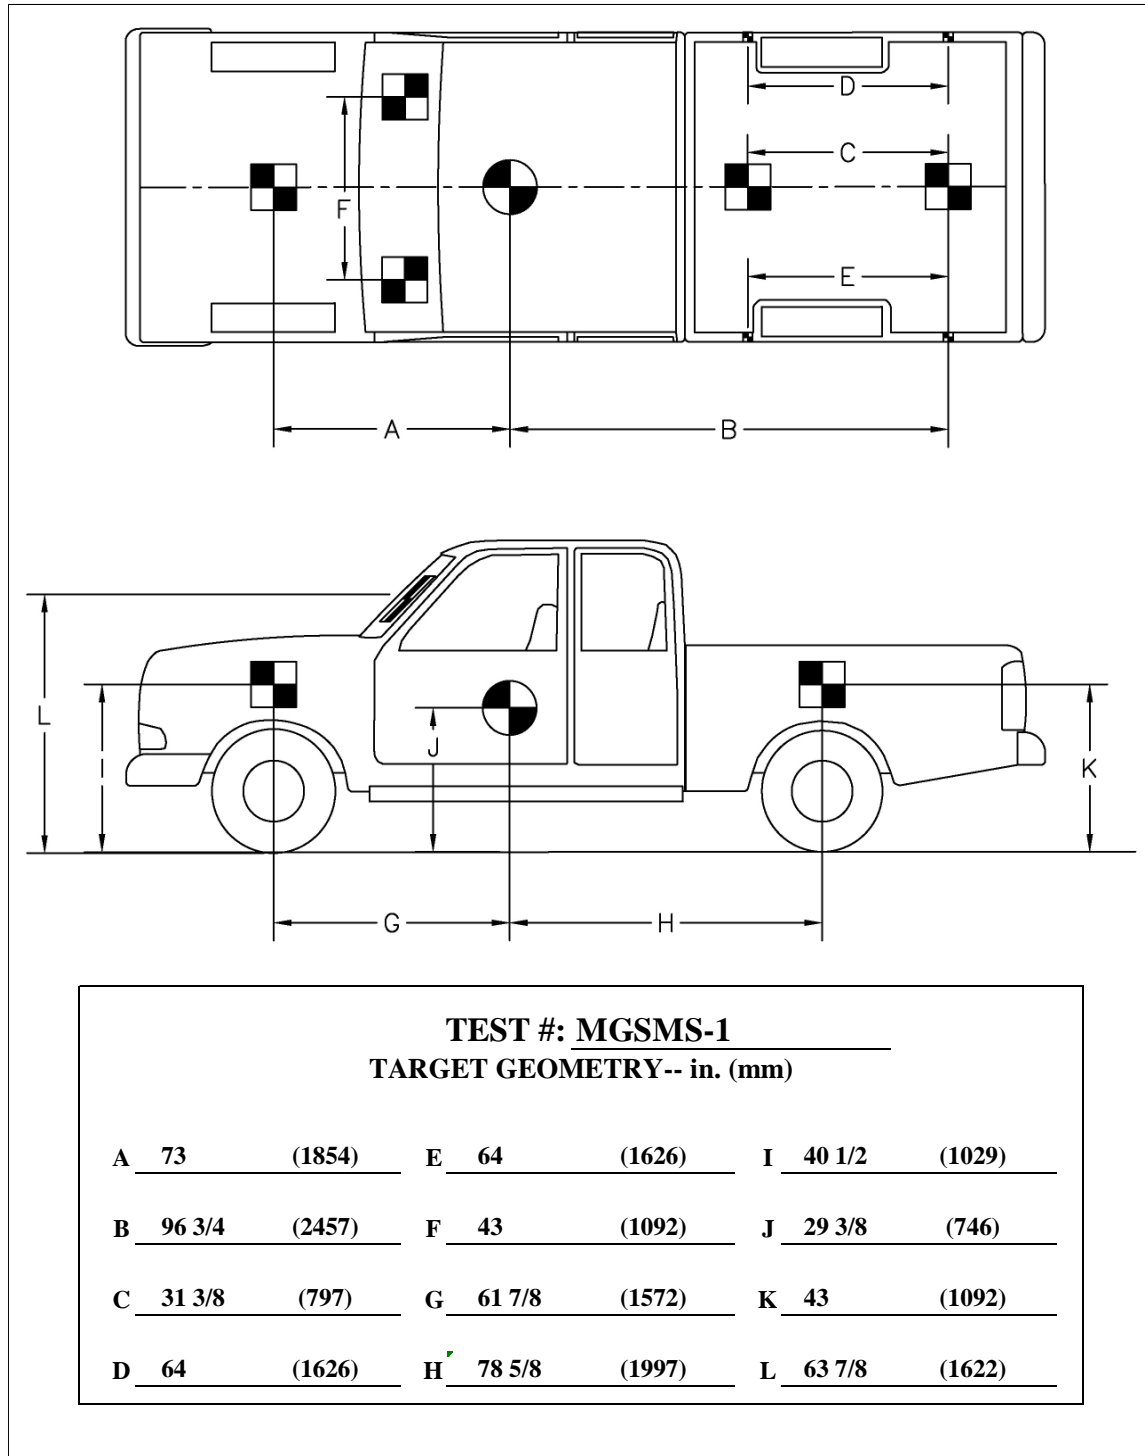 D
C
F
E
A
B
L
I
J
K
G
H
TEST #: MGSMS-1
TARGET GEOMETRY-- in. (mm)
A 73 (1854) E 64 (1626) I 40 1/2 (1029)
B 96 3/4 (2457) F 43 (1092) J 29 3/8 (746)
C 31 3/8 (797) G 61 7/8 (1572) K 43 (1092)
D 64 (1626) H 78 5/8 (1997) L 63 7/8 (1622)